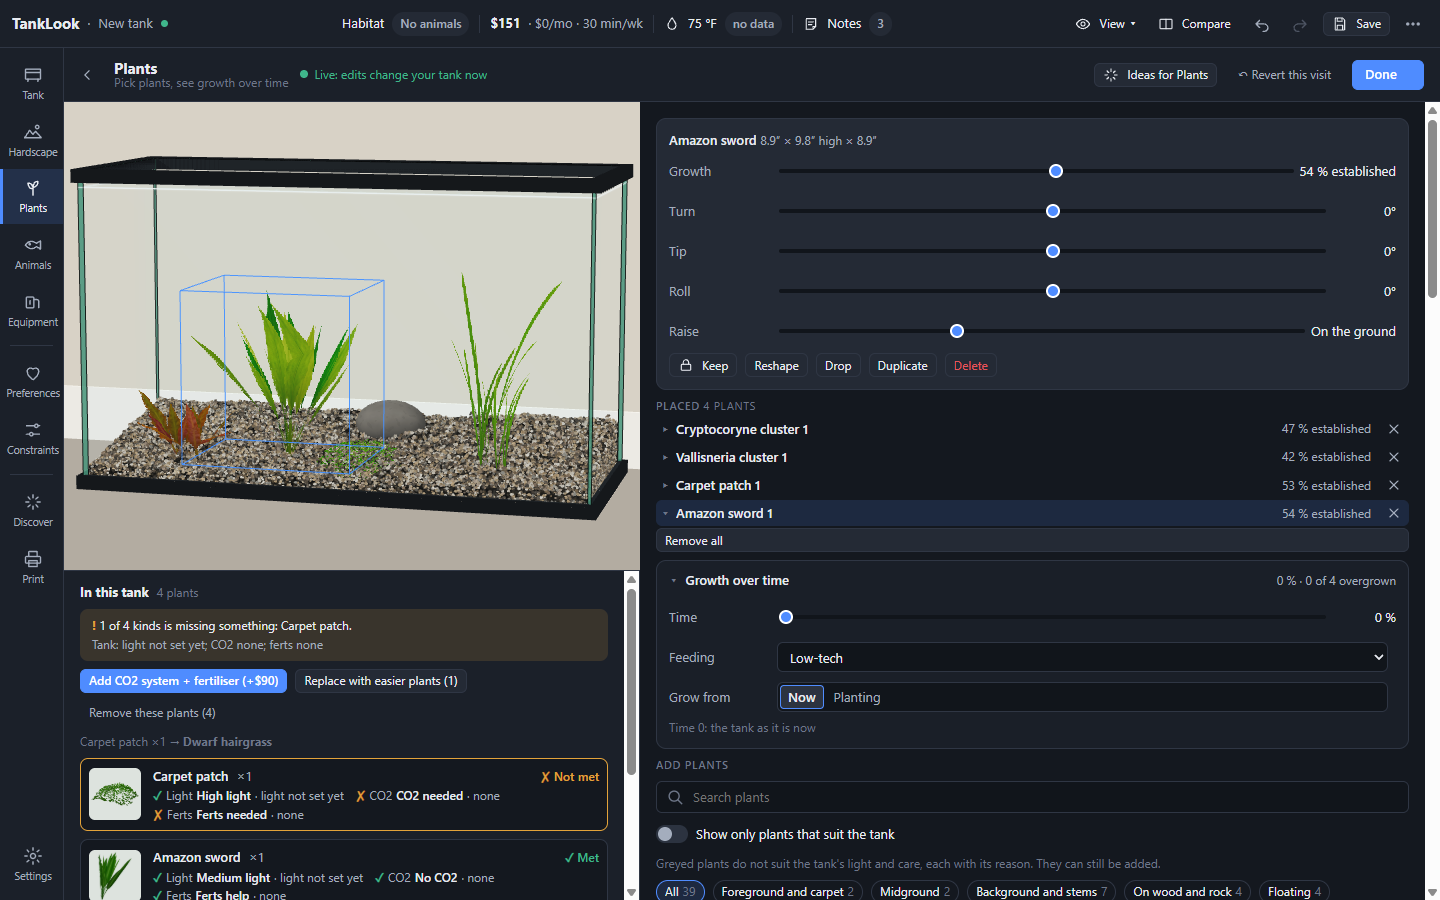 TankLook · New tank
Habitat No animals $151 · $0/mo · 30 min/wk 75 °F no data Notes 3
View Compare Save
Tank
Hardscape
Plants
Animals
Equipment
Preferences
Constraints
Discover
Print
Settings
Plants
Pick plants, see growth over time
Live: edits change your tank now
Ideas for Plants
Revert this visit
Done
In this tank 4 plants
! 1 of 4 kinds is missing something: Carpet patch.
Tank: light not set yet; CO2 none; ferts none
Add CO2 system + fertiliser (+$90)
Replace with easier plants (1)
Remove these plants (4)
Carpet patch ×1 → Dwarf hairgrass
Carpet patch ×1 ✗ Not met
✓ Light High light · light not set yet ✗ CO2 CO2 needed · none
✗ Ferts Ferts needed · none
Amazon sword ×1 ✓ Met
✓ Light Medium light · light not set yet ✓ CO2 No CO2 · none
✓ Ferts Ferts help · none
Amazon sword 8.9″ × 9.8″ high × 8.9″
Growth 54 % established
Turn 0°
Tip 0°
Roll 0°
Raise On the ground
Keep Reshape Drop Duplicate Delete
PLACED 4 PLANTS
Cryptocoryne cluster 1 47 % established
Vallisneria cluster 1 42 % established
Carpet patch 1 53 % established
Amazon sword 1 54 % established
Remove all
Growth over time 0 % · 0 of 4 overgrown
Time 0 %
Feeding Low-tech
Grow from Now Planting
Time 0: the tank as it is now
ADD PLANTS
Search plants
Show only plants that suit the tank
Greyed plants do not suit the tank's light and care, each with its reason. They can still be added.
All 39 Foreground and carpet 2 Midground 2 Background and stems 7 On wood and rock 4 Floating 4